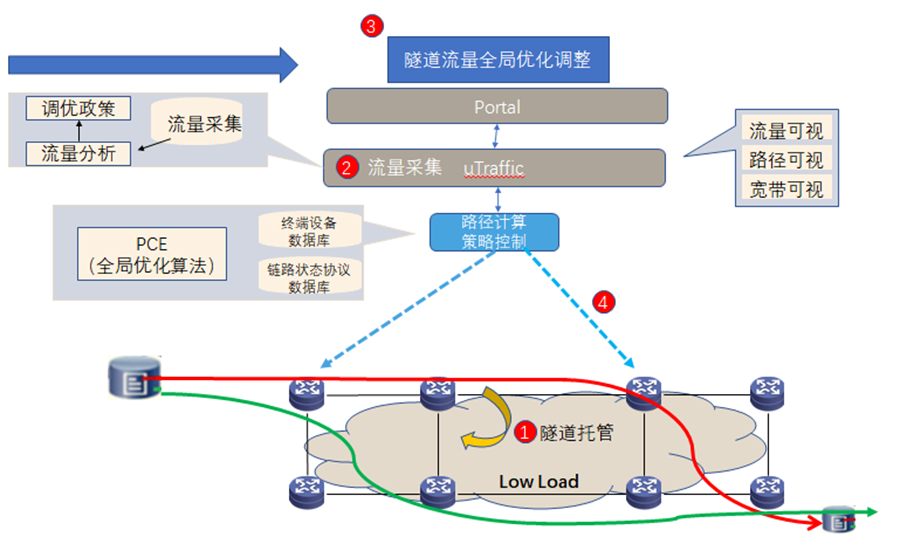 3
隧道流量全局优化调整
Portal
调优政策
流量采集
流量分析
2
流量采集 uTraffic
流量可视
路径可视
宽带可视
PCE
(全局优化算法)
终端设备
数据库
链路状态协议
数据库
路径计算
策略控制
4
1
隧道托管
Low Load